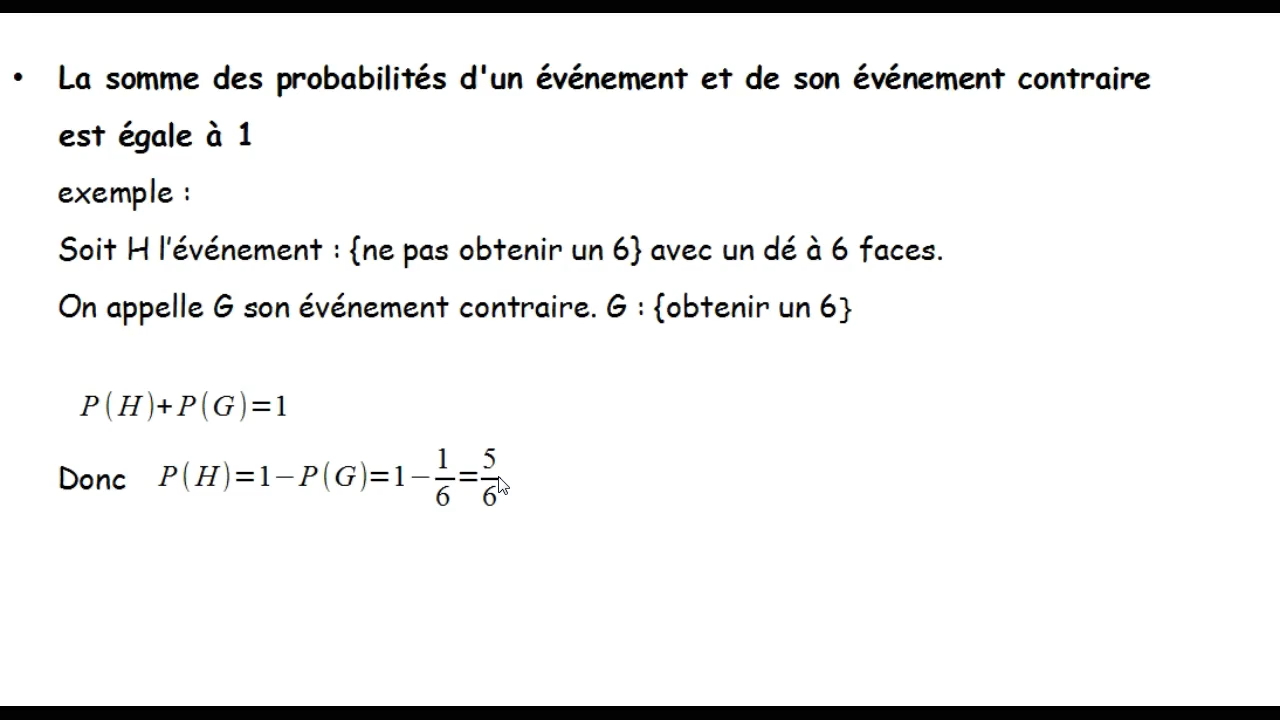 • La somme des probabilités d'un événement et de son événement contraire
est égale à 1
exemple :
Soit H l’événement : {ne pas obtenir un 6} avec un dé à 6 faces.
On appelle G son événement contraire. G : {obtenir un 6}
P(H)+P(G)=1
Donc P(H)=1−P(G)=1−1/6=5/6